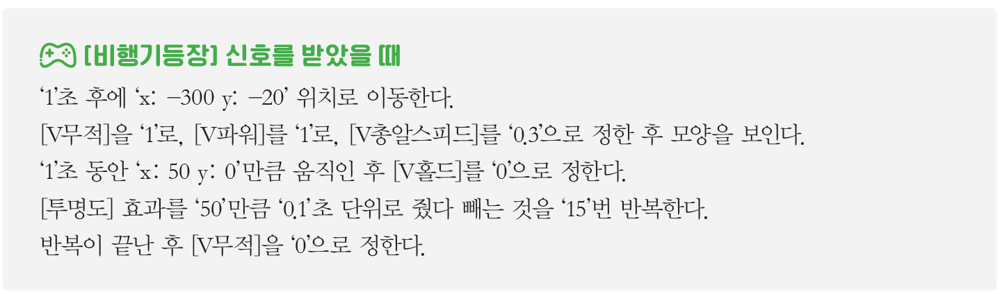 [비행기등장] 신호를 받았을 때
‘1’초 후에 ‘x: –300 y: –20’ 위치로 이동한다.
[V무적]을 ‘1’로, [V파워]를 ‘1’로, [V총알스피드]를 ‘0.3’으로 정한 후 모양을 보인다.
‘1’초 동안 ‘x: 50 y: 0’만큼 움직인 후 [V홀드]를 ‘0’으로 정한다.
[투명도] 효과를 ‘50’만큼 ‘0.1’초 단위로 줬다 빼는 것을 ‘15’번 반복한다.
반복이 끝난 후 [V무적]을 ‘0’으로 정한다.